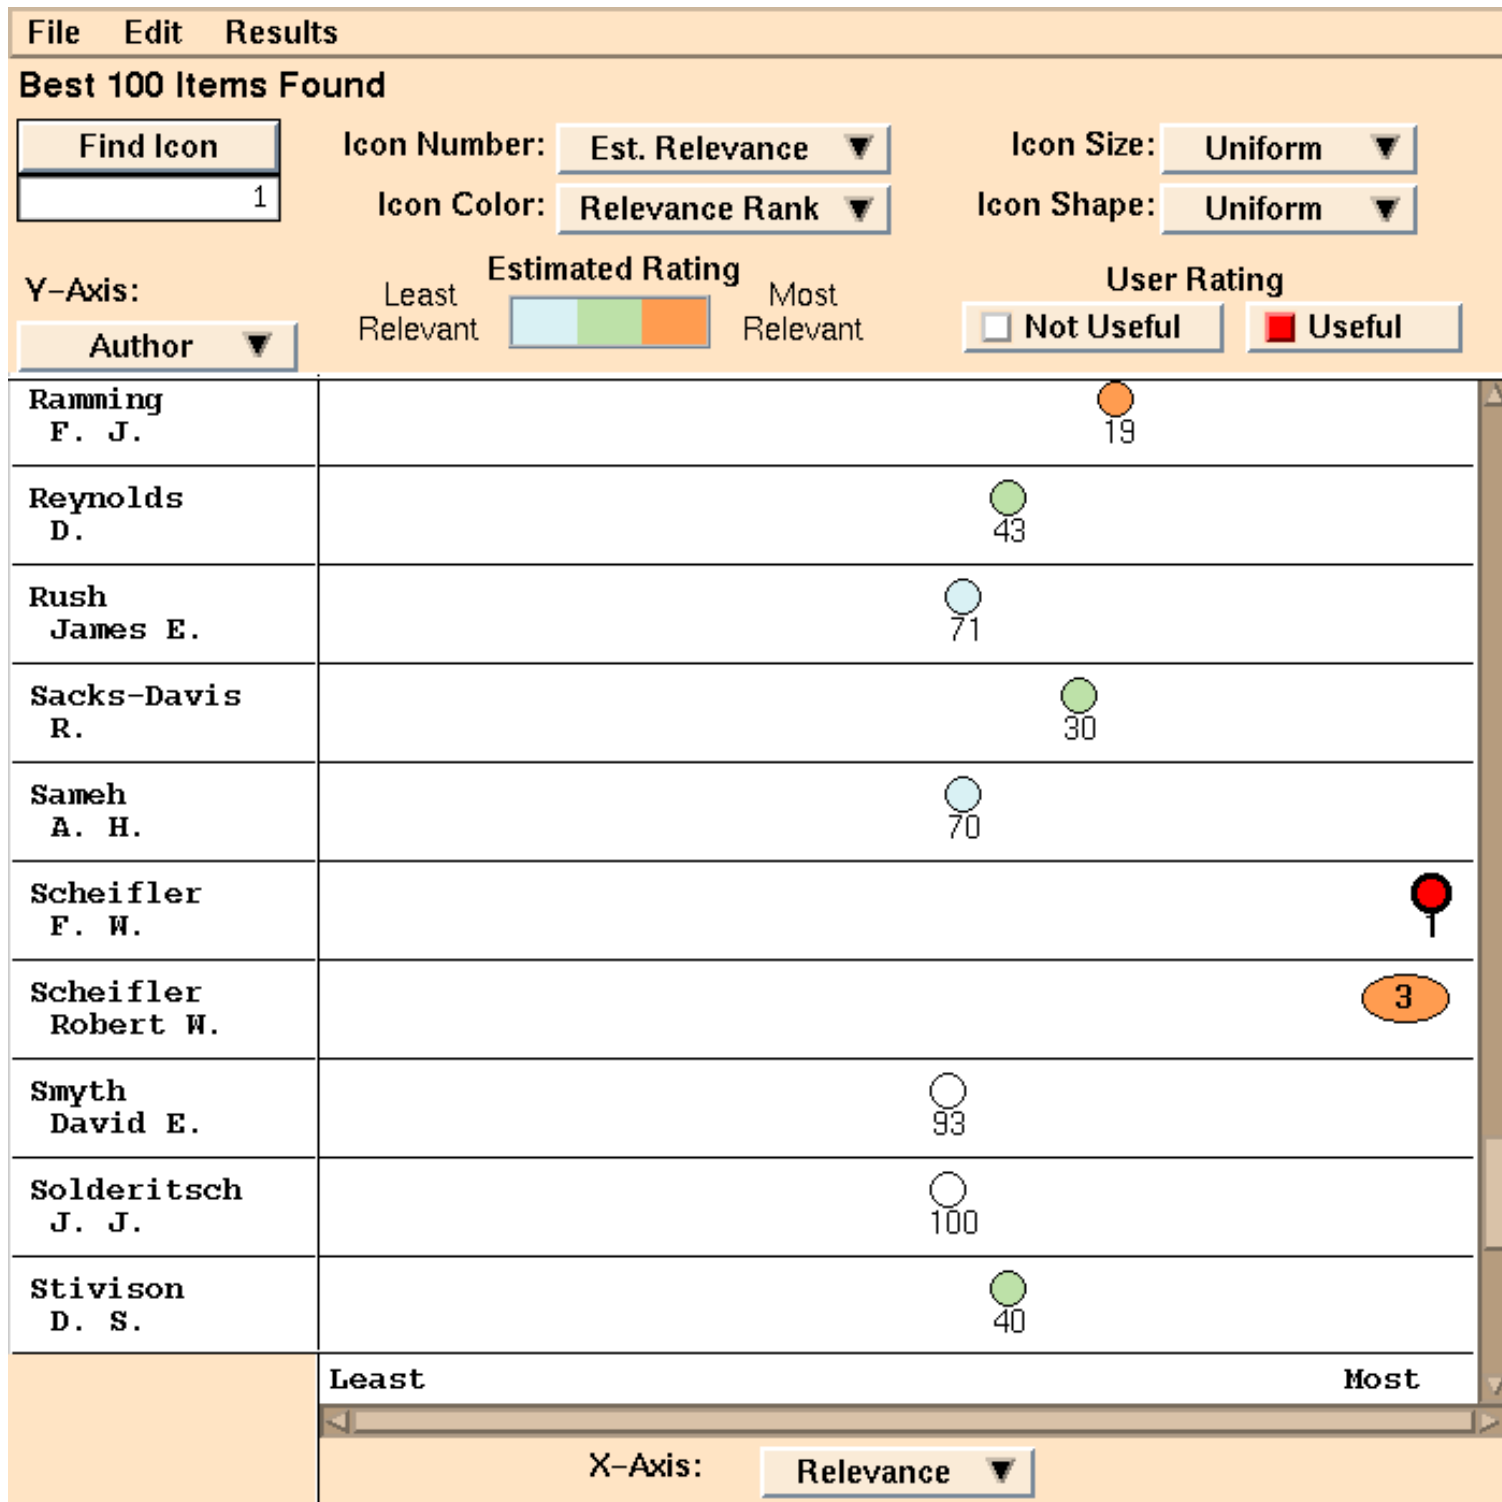 File Edit Results
Best 100 Items Found
Find Icon
1
Icon Number: Est. Relevance
Icon Size: Uniform
Icon Color: Relevance Rank
Icon Shape: Uniform
Y-Axis:
Author
Estimated Rating
Least
Relevant
Most
Relevant
User Rating
Not Useful Useful
Ramming
F. J.
19
Reynolds
D.
43
Rush
James E.
71
Sacks-Davis
R.
30
Sameh
A. H.
70
Scheifler
F. W.
1
Scheifler
Robert W.
3
Smyth
David E.
93
Solderitsch
J. J.
100
Stivison
D. S.
40
Least Most
X-Axis: Relevance